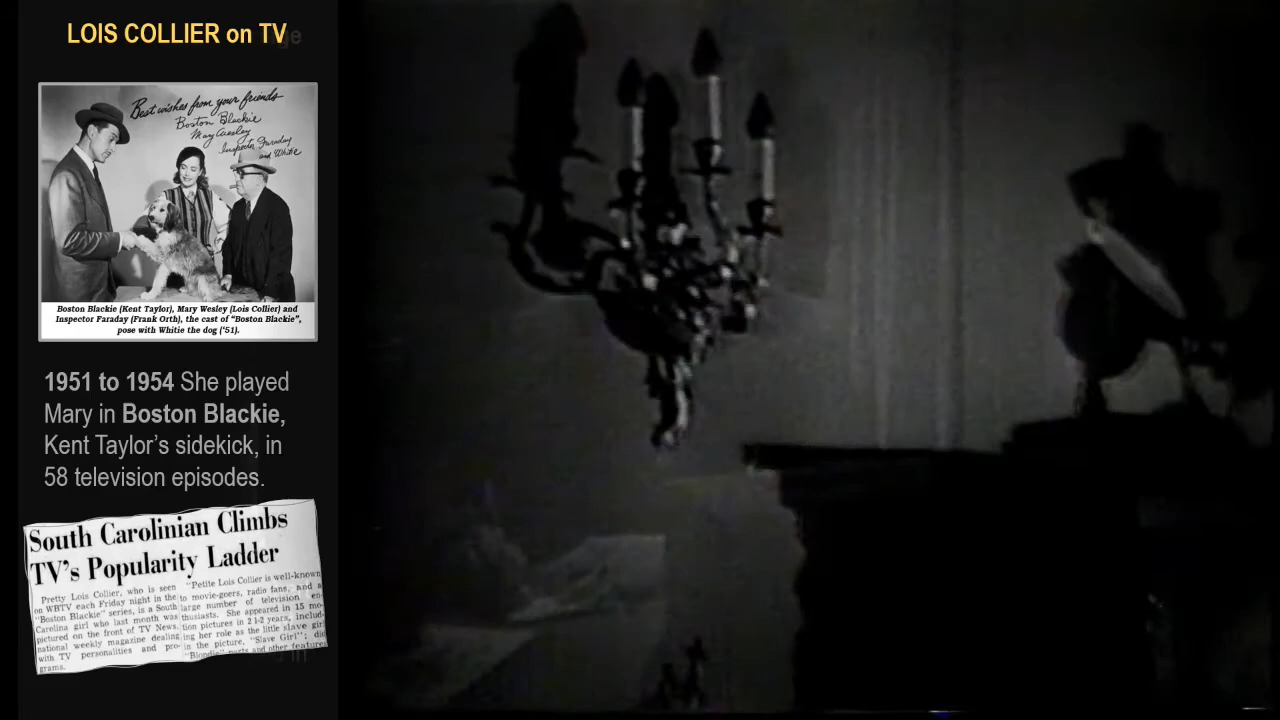 LOIS COLLIER on TV
Best wishes from your friends
Boston Blackie
Mary Wesley
Inspector Faraday
and Whitie
Boston Blackie (Kent Taylor), Mary Wesley (Lois Collier) and
Inspector Faraday (Frank Orth), the cast of “Boston Blackie”,
pose with Whitie the dog (’51).
1951 to 1954 She played
Mary in Boston Blackie,
Kent Taylor’s sidekick, in
58 television episodes.
South Carolinian Climbs
TV’s Popularity Ladder
Pretty Lois Collier, who is seen
on WBTV each Friday night in the
"Boston Blackie" series, is a South
Carolina girl who last month was
pictured on the front of TV News,
national weekly magazine dealing
with TV personalities and pro-
grams.
"Petite Lois Collier is well-known
to movie-goers, radio fans, and a
large number of television en-
thusiasts. She appeared in 15 mo-
tion pictures in 2 1-2 years, includ-
ing her role as the little slave girl
in the picture, "Slave Girl"; did
"Blondie" parts and other feature